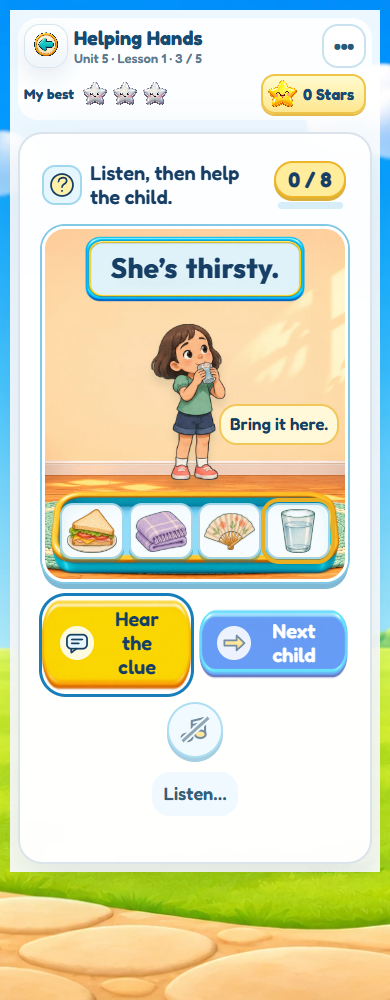 Helping Hands
Unit 5 · Lesson 1 · 3 / 5
My best
0 Stars
Listen, then help
the child.
0 / 8
She's thirsty.
Bring it here.
Hear
the
clue
Next
child
Listen...